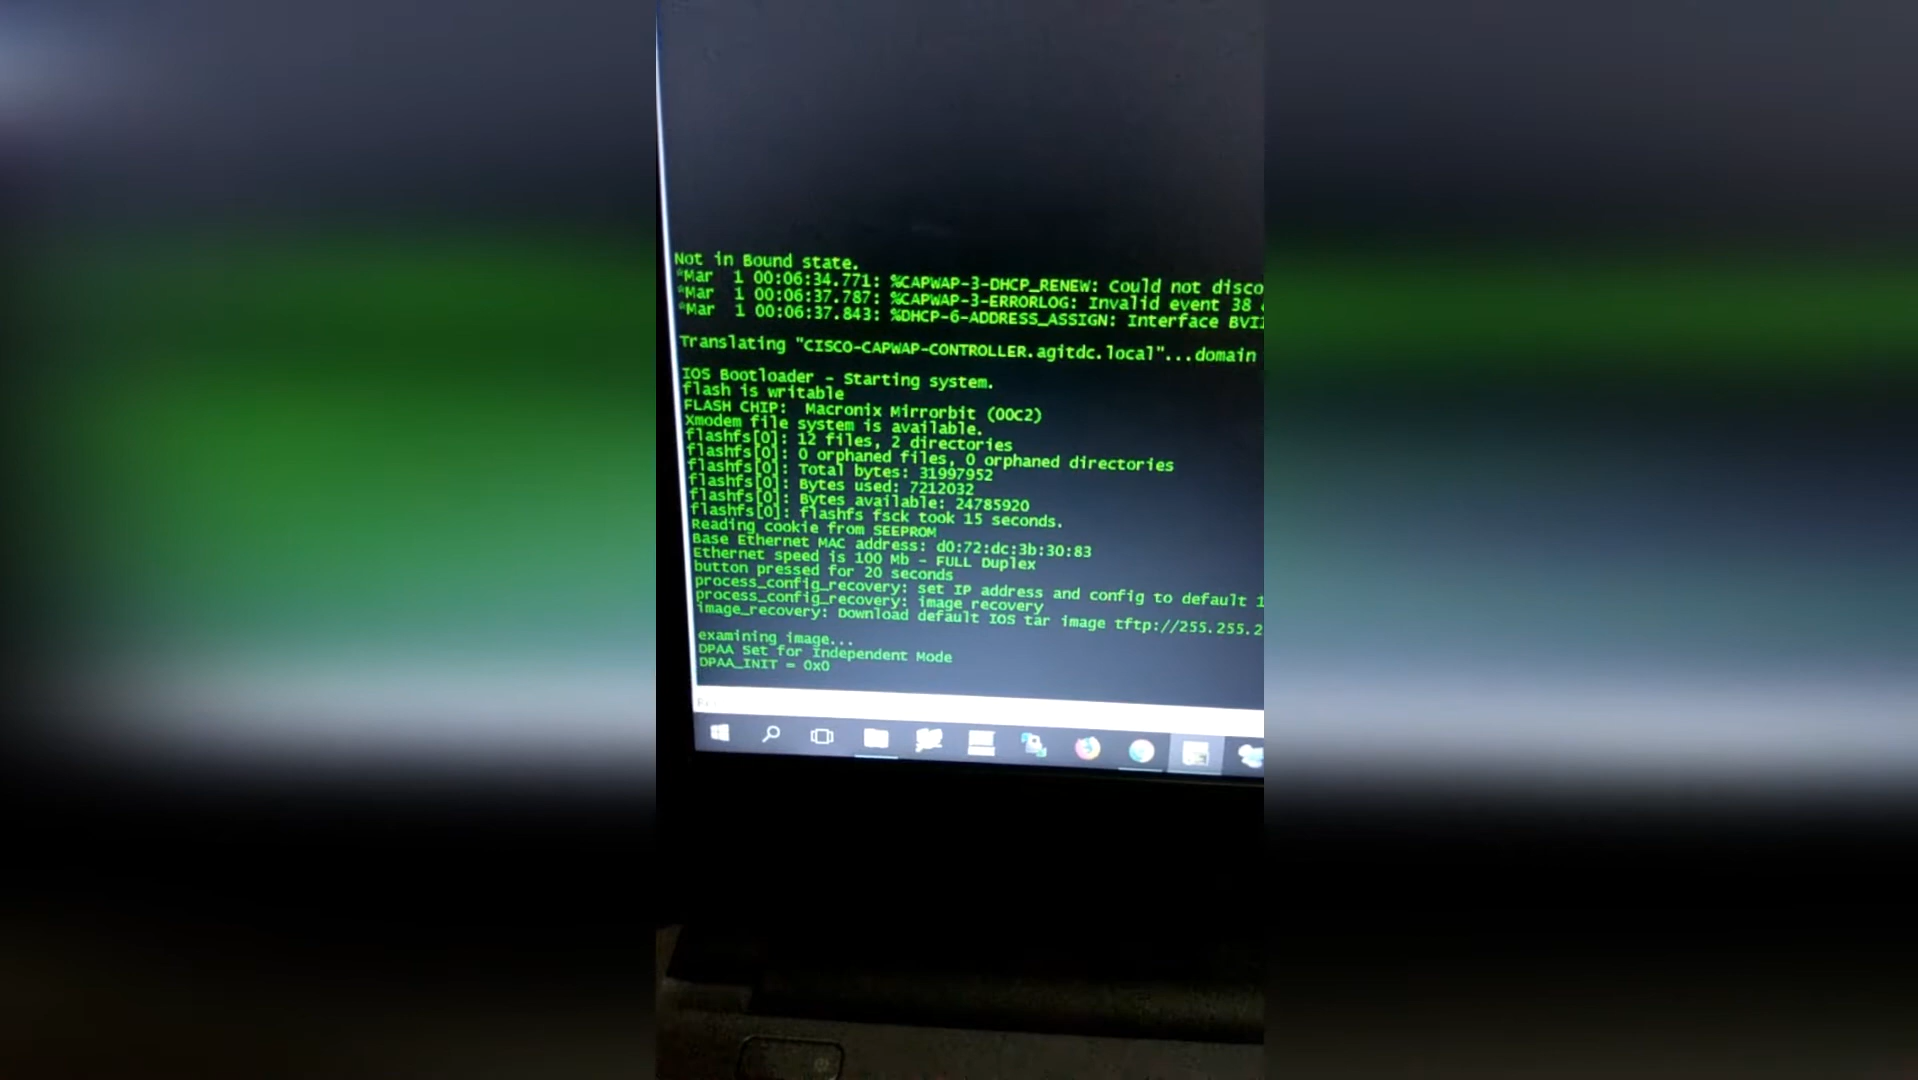 Not in Bound state.
*Mar  1 00:06:34.771: %CAPWAP-3-DHCP_RENEW: Could not disco
*Mar  1 00:06:37.787: %CAPWAP-3-ERRORLOG: Invalid event 38
*Mar  1 00:06:37.843: %DHCP-6-ADDRESS_ASSIGN: Interface BVI1
Translating "CISCO-CAPWAP-CONTROLLER.agitdc.local"...domain
IOS Bootloader - Starting system.
flash is writable
FLASH CHIP:  Macronix Mirrorbit (00C2)
Xmodem file system is available.
flashfs[0]: 12 files, 2 directories
flashfs[0]: 0 orphaned files, 0 orphaned directories
flashfs[0]: Total bytes: 31997952
flashfs[0]: Bytes used: 7212032
flashfs[0]: Bytes available: 24785920
flashfs[0]: flashfs fsck took 15 seconds.
Reading cookie from SEEPROM
Base Ethernet MAC address: d0:72:dc:3b:30:83
Ethernet speed is 100 Mb - FULL Duplex
button pressed for 20 seconds
process_config_recovery: set IP address and config to default 1
process_config_recovery: image recovery
image_recovery: Download default IOS tar image tftp://255.255.2
examining image...
DPAA Set for Independent Mode
DPAA_INIT = 0x0